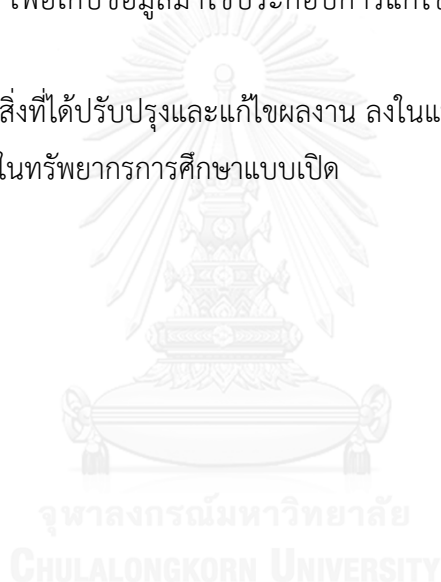 เพื่อเก็บข้อมูลมาใช้ประกอบการแก้ไข
สิ่งที่ได้ปรับปรุงและแก้ไขผลงาน ลงในแ
ในทรัพยากรการศึกษาแบบเปิด
จุฬาลงกรณ์มหาวิทยาลัย
CHULALONGKORN UNIVERSITY